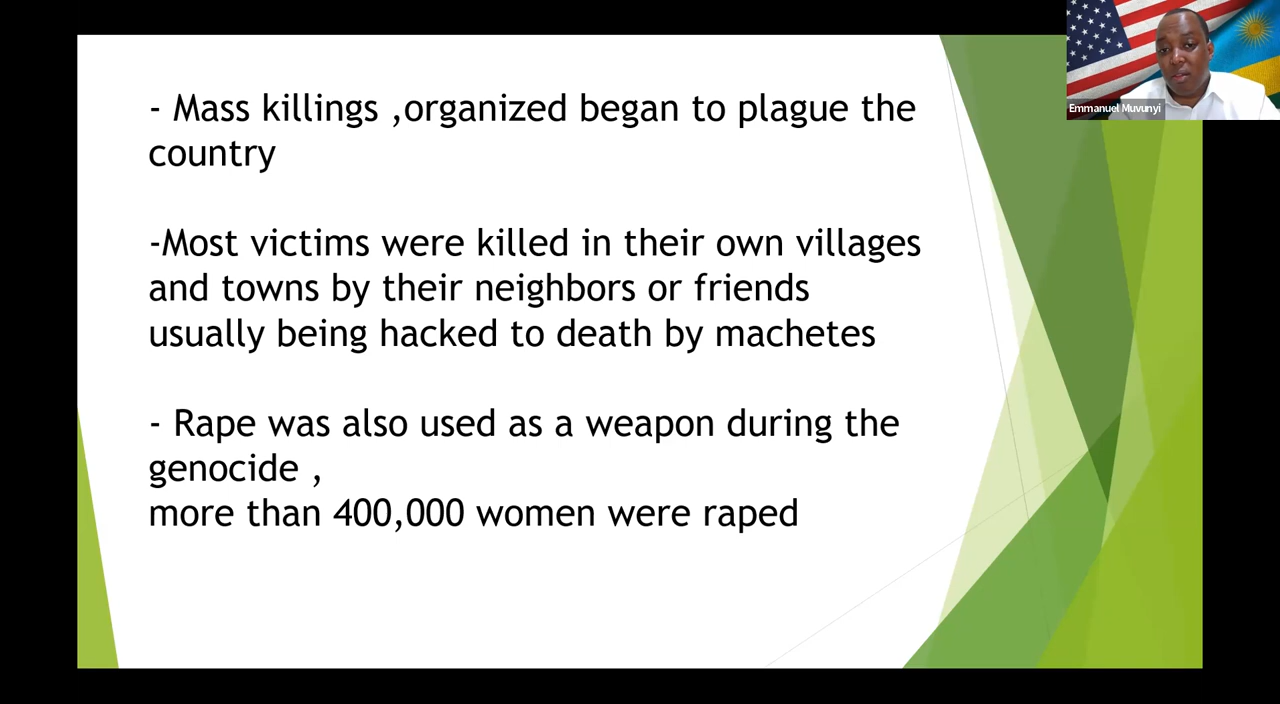 - Mass killings ,organized began to plague the
country
-Most victims were killed in their own villages
and towns by their neighbors or friends
usually being hacked to death by machetes
- Rape was also used as a weapon during the
genocide ,
more than 400,000 women were raped
Emmanuel Muvunyi